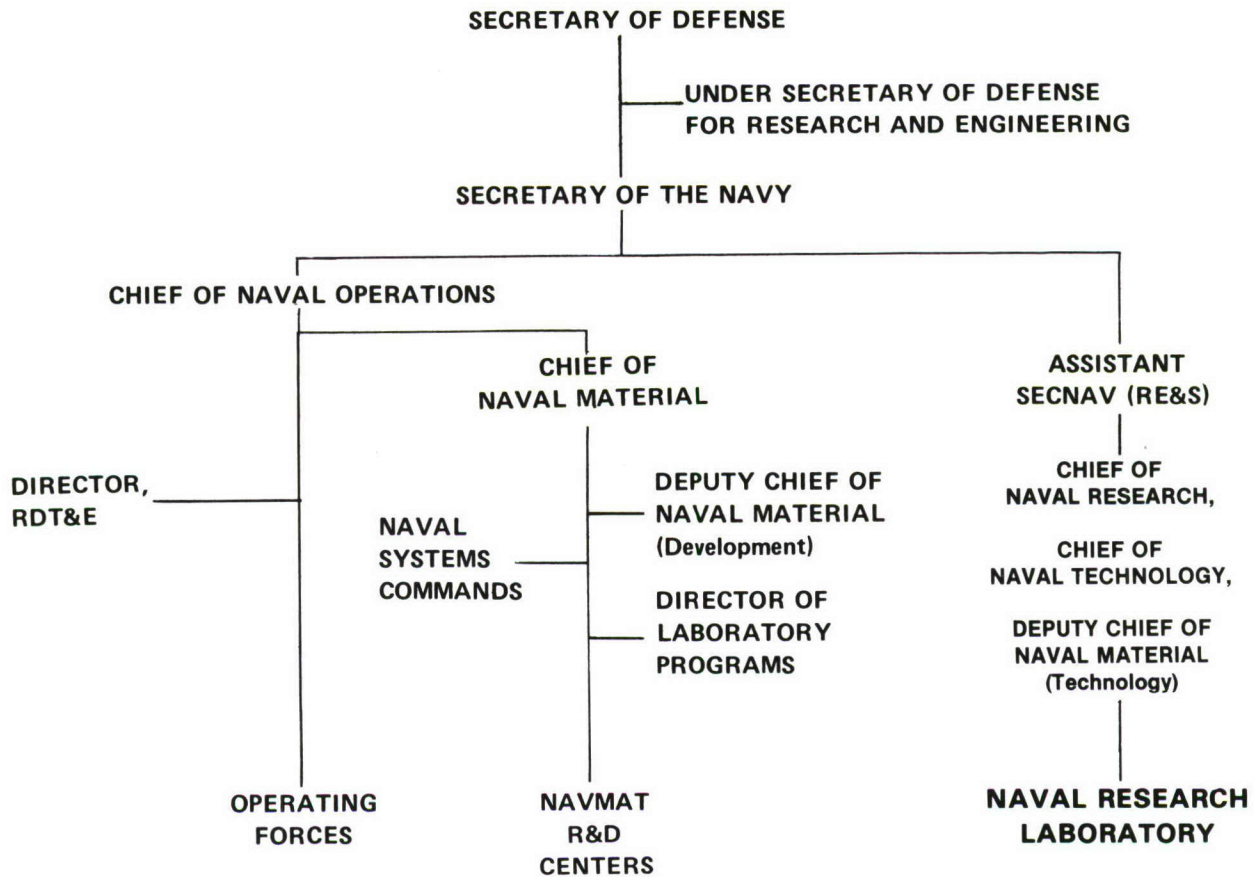 SECRETARY OF DEFENSE
UNDER SECRETARY OF DEFENSE
FOR RESEARCH AND ENGINEERING
SECRETARY OF THE NAVY
CHIEF OF NAVAL OPERATIONS
CHIEF OF
NAVAL MATERIAL
ASSISTANT
SECNAV (RE&S)
DIRECTOR,
RDT&E
NAVAL
SYSTEMS
COMMANDS
DEPUTY CHIEF OF
NAVAL MATERIAL
(Development)
DIRECTOR OF
LABORATORY
PROGRAMS
CHIEF OF
NAVAL RESEARCH,
CHIEF OF
NAVAL TECHNOLOGY,
DEPUTY CHIEF OF
NAVAL MATERIAL
(Technology)
OPERATING
FORCES
NAVMAT
R&D
CENTERS
NAVAL RESEARCH
LABORATORY